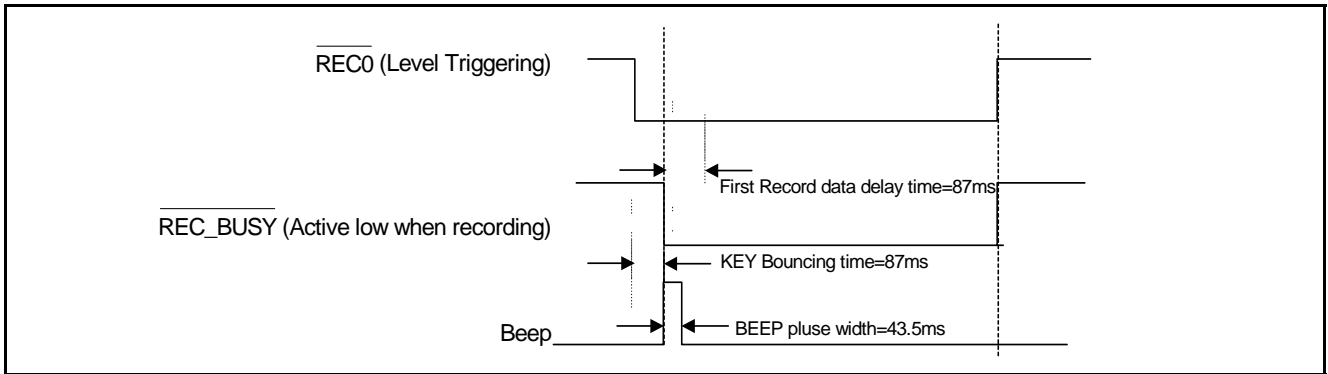 REC0 (Level Triggering)
First Record data delay time=87ms
REC_BUSY (Active low when recording)
KEY Bouncing time=87ms
BEEP pluse width=43.5ms
Beep